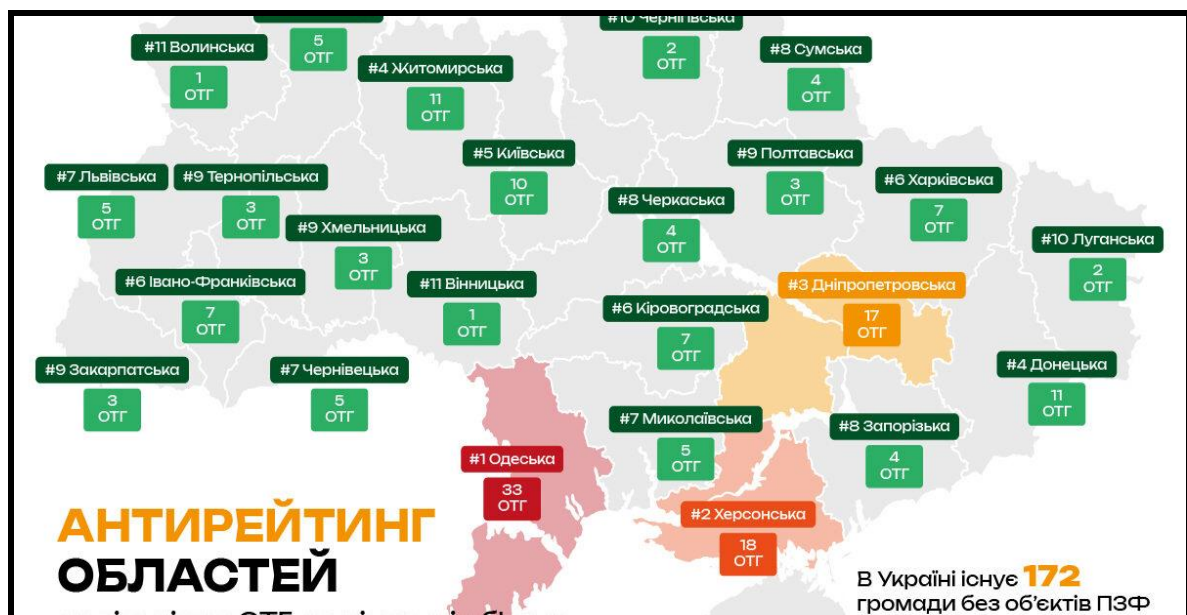 #10 Чернігівська
5
ОТГ
2
ОТГ
#11 Волинська
1
ОТГ
#8 Сумська
4
ОТГ
#4 Житомирська
11
ОТГ
#5 Київська
10
ОТГ
#9 Полтавська
3
ОТГ
#7 Львівська
5
ОТГ
#9 Тернопільська
3
ОТГ
#6 Харківська
7
ОТГ
#8 Черкаська
4
ОТГ
#9 Хмельницька
3
ОТГ
#10 Луганська
2
ОТГ
#6 Івано-Франківська
7
ОТГ
#11 Вінницька
1
ОТГ
#3 Дніпропетровська
17
ОТГ
#6 Кіровоградська
7
ОТГ
#9 Закарпатська
3
ОТГ
#7 Чернівецька
5
ОТГ
#4 Донецька
11
ОТГ
#7 Миколаївська
5
ОТГ
#8 Запорізька
4
ОТГ
#1 Одеська
33
ОТГ
#2 Херсонська
18
ОТГ
АНТИРЕЙТИНГ
ОБЛАСТЕЙ
В Україні існує 172
громади без об'єктів ПЗФ